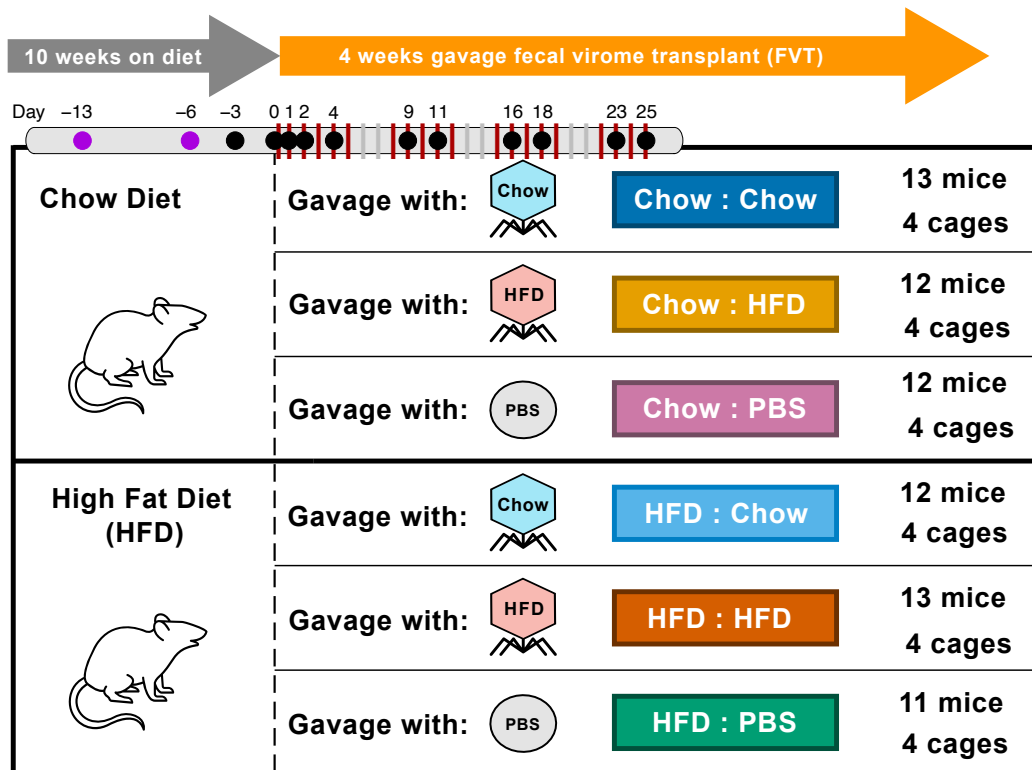 10 weeks on diet
4 weeks gavage fecal virome transplant (FVT)
Day −13 −6 −3 0 1 2 4 9 11 16 18 23 25
Chow Diet
Gavage with: Chow Chow : Chow 13 mice
4 cages
Gavage with: HFD Chow : HFD 12 mice
4 cages
Gavage with: PBS Chow : PBS 12 mice
4 cages
High Fat Diet
(HFD)
Gavage with: Chow HFD : Chow 12 mice
4 cages
Gavage with: HFD HFD : HFD 13 mice
4 cages
Gavage with: PBS HFD : PBS 11 mice
4 cages